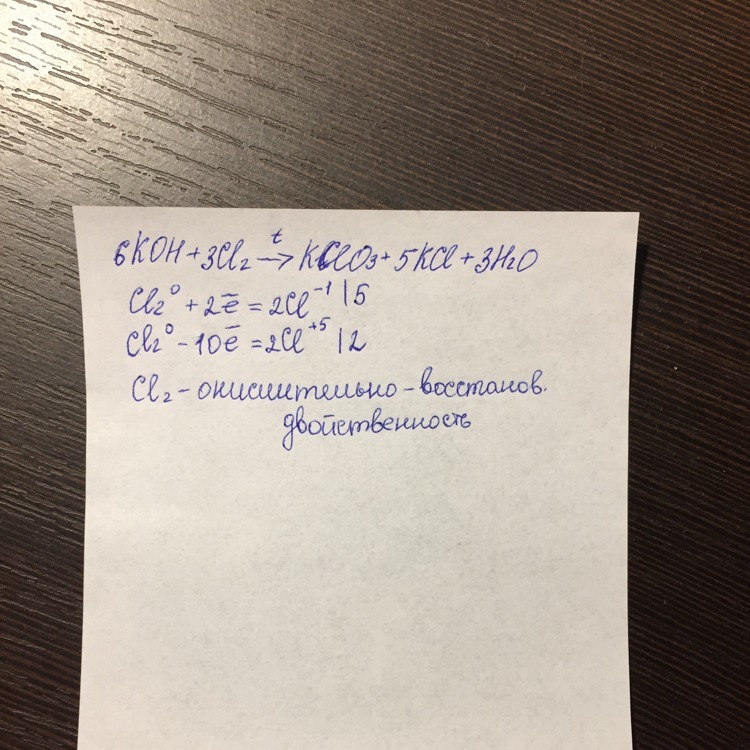 6KOH + 3Cl₂ →ᵗ KClO₃ + 5KCl + 3H₂O
Cl₂⁰ + 2ē = 2Cl⁻¹ | 5
Cl₂⁰ - 10ē = 2Cl⁺⁵ | 2
Cl₂ - окислительно-восстанов.
двойственность